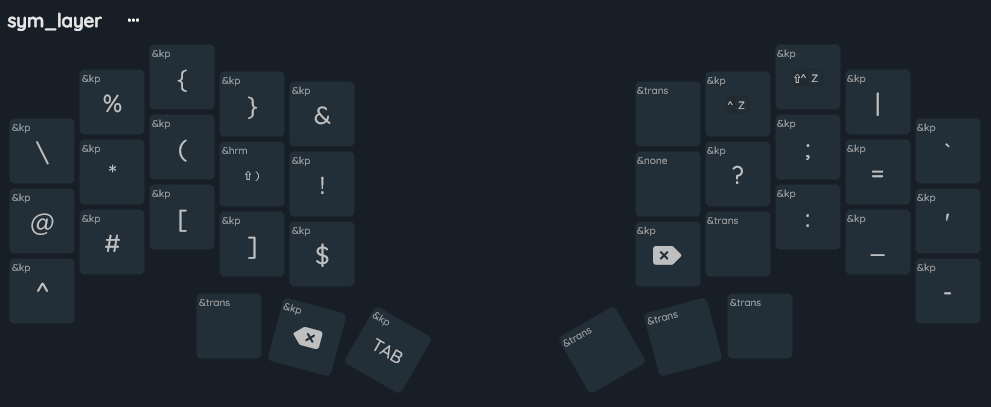 sym_layer ...
&kp { &kp
&kp % &kp } &kp ⇧^ Z &kp |
&kp & &trans &kp ^ Z
&kp \ &kp ( &kp ; &kp `
&kp * &hrm ⇧ ) &kp ! &none &kp ? &kp =
&kp @ &kp [ &kp : &kp '
&kp # &kp ] &kp $ &kp &trans &kp _
&kp ^ &kp -
&trans &kp &kp TAB &trans &trans &trans